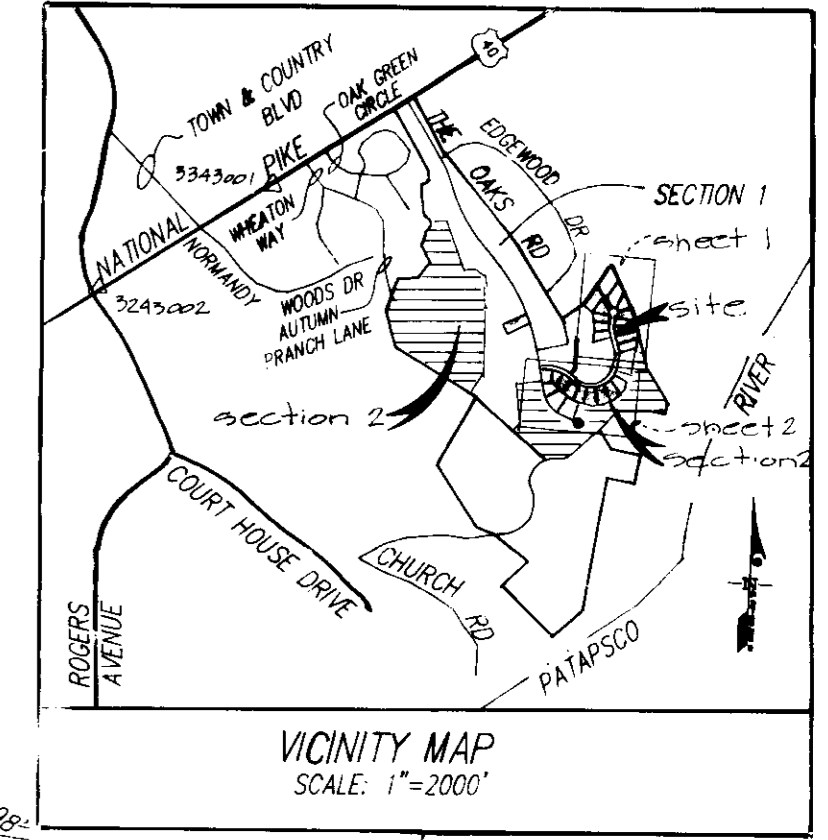 40
TOWN & COUNTRY
BLVD
OAK GREEN
CIRCLE
3343001
PIKE
THE OAKS RD
EDGEWOOD DR
SECTION 1
sheet 1
WHEATON
WAY
NATIONAL
NORMANDY
3243002
WOODS DR
AUTUMN
BRANCH LANE
site
RIVER
section 2
sheet 2
section 2
COURT HOUSE DRIVE
CHURCH RD
ROGERS
AVENUE
PATAPSCO
VICINITY MAP
SCALE: 1"=2000'